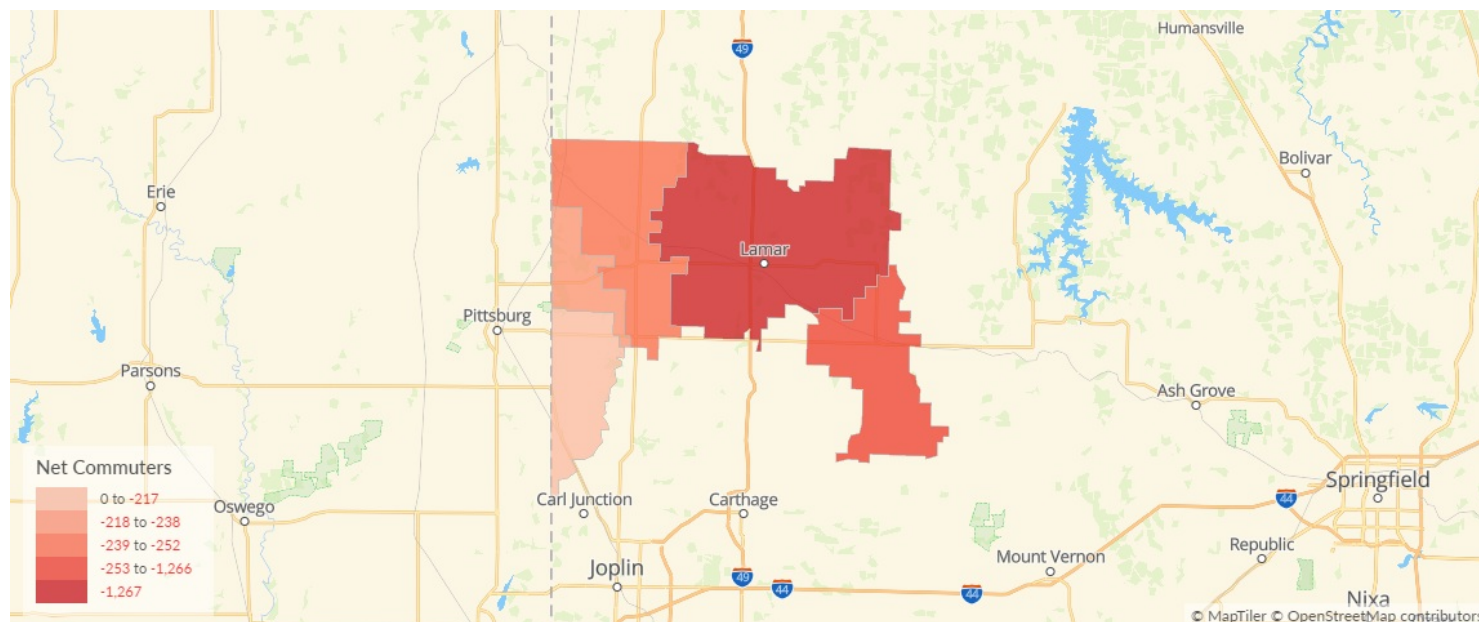 Humansville
49
Bolivar
Erie
Lamar
Pittsburg
Parsons
Ash Grove
Net Commuters
0 to -217
-218 to -238
-239 to -252
-253 to -1,266
-1,267
Oswego
Carl Junction
Carthage
Springfield
44
Mount Vernon
Republic
Joplin
49
44
44
Nixa
© MapTiler © OpenStreetMap contributors